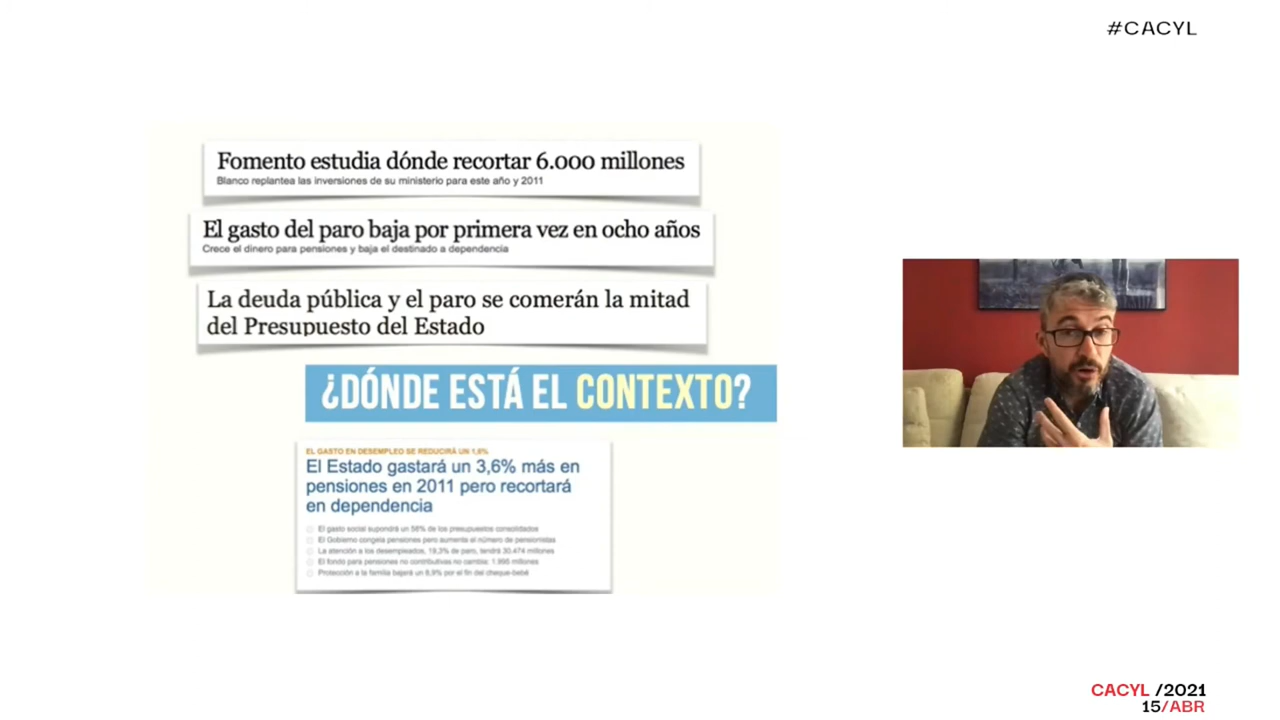 #CACYL
Fomento estudia dónde recortar 6.000 millones
Blanco replantea las inversiones de su ministerio para este año y 2011
El gasto del paro baja por primera vez en ocho años
Crece el dinero para pensiones y baja el destinado a dependencia
La deuda pública y el paro se comerán la mitad
del Presupuesto del Estado
¿DÓNDE ESTÁ EL CONTEXTO?
EL GASTO EN DESEMPLEO SE REDUCIRÁ UN 1,6%
El Estado gastará un 3,6% más en
pensiones en 2011 pero recortará
en dependencia
El gasto social supondrá un 58% de los presupuestos consolidados
El Gobierno congela pensiones pero aumenta el número de pensionistas
La atención a los desempleados, 19,3% de paro, tendrá 30.474 millones
El fondo para pensiones no contributivas no cambia: 1.995 millones
Protección a la familia bajará un 6,9% por el fin del cheque-bebé
CACYL /2021
15/ABR